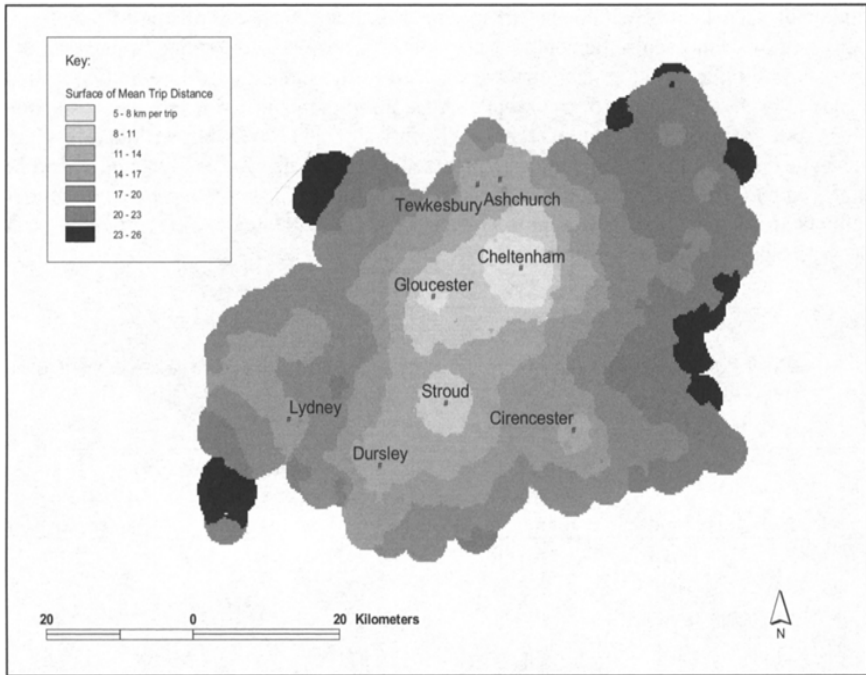 Key:
Surface of Mean Trip Distance
5 - 8 km per trip
8 - 11
11 - 14
14 - 17
17 - 20
20 - 23
23 - 26
Tewkesbury Ashchurch
Cheltenham
Gloucester
Stroud
Lydney
Cirencester
Dursley
20 0 20 Kilometers
N